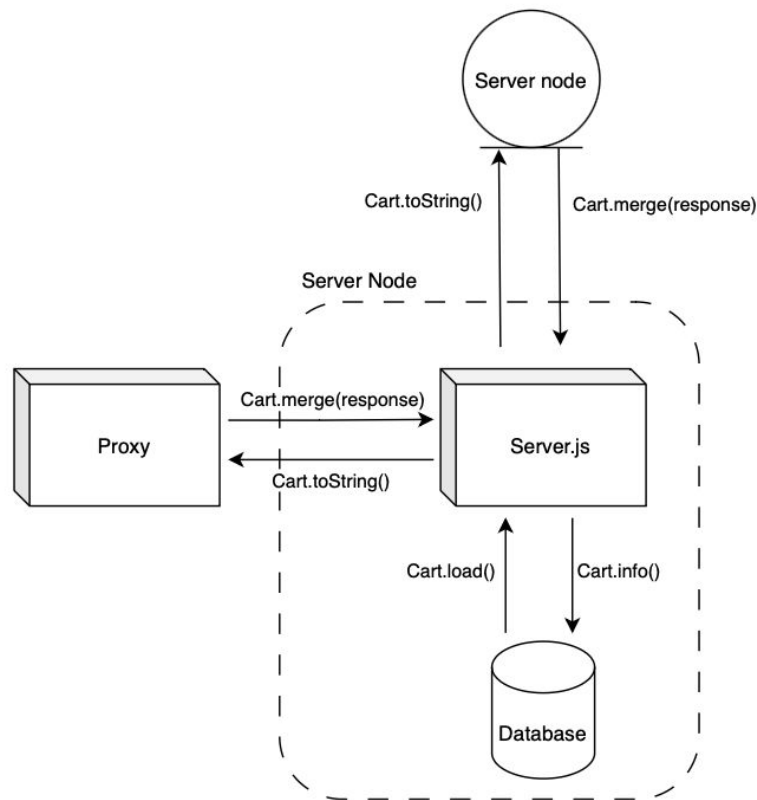 Server node
Cart.toString()
Cart.merge(response)
Server Node
Cart.merge(response)
Proxy
Server.js
Cart.toString()
Cart.load()
Cart.info()
Database